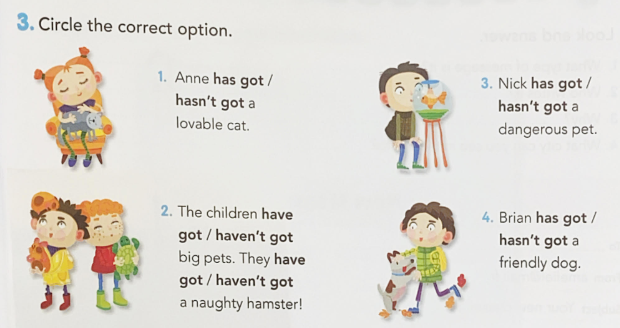 3. Circle the correct option.
1. Anne has got /
hasn't got a
lovable cat.
2. The children have
got / haven't got
big pets. They have
got / haven't got
a naughty hamster!
3. Nick has got /
hasn't got a
dangerous pet.
4. Brian has got /
hasn't got a
friendly dog.